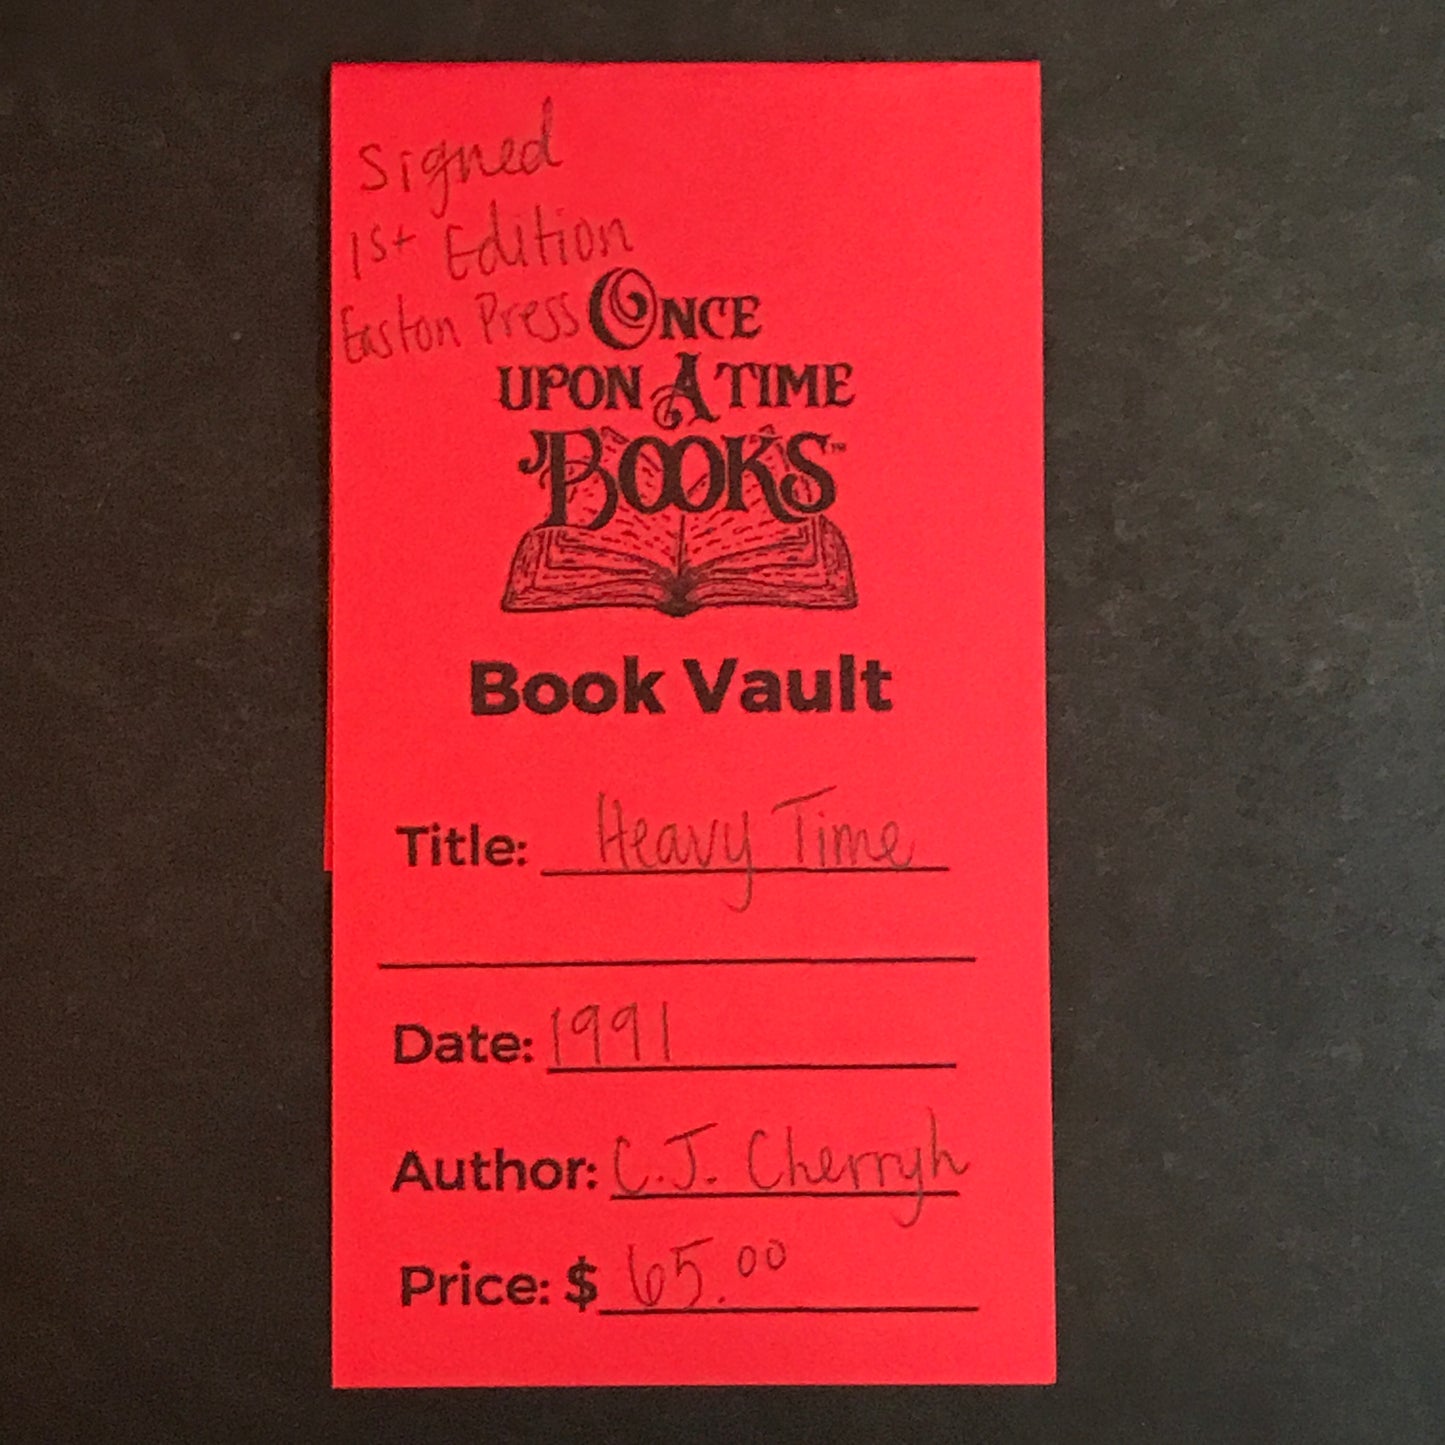 Signed
1st Edition
Easton Press
ONCE
UPON A TIME
BOOKS™
Book Vault
Title: Heavy Time
Date: 1991
Author: C.J. Cherryh
Price: $ 65.00